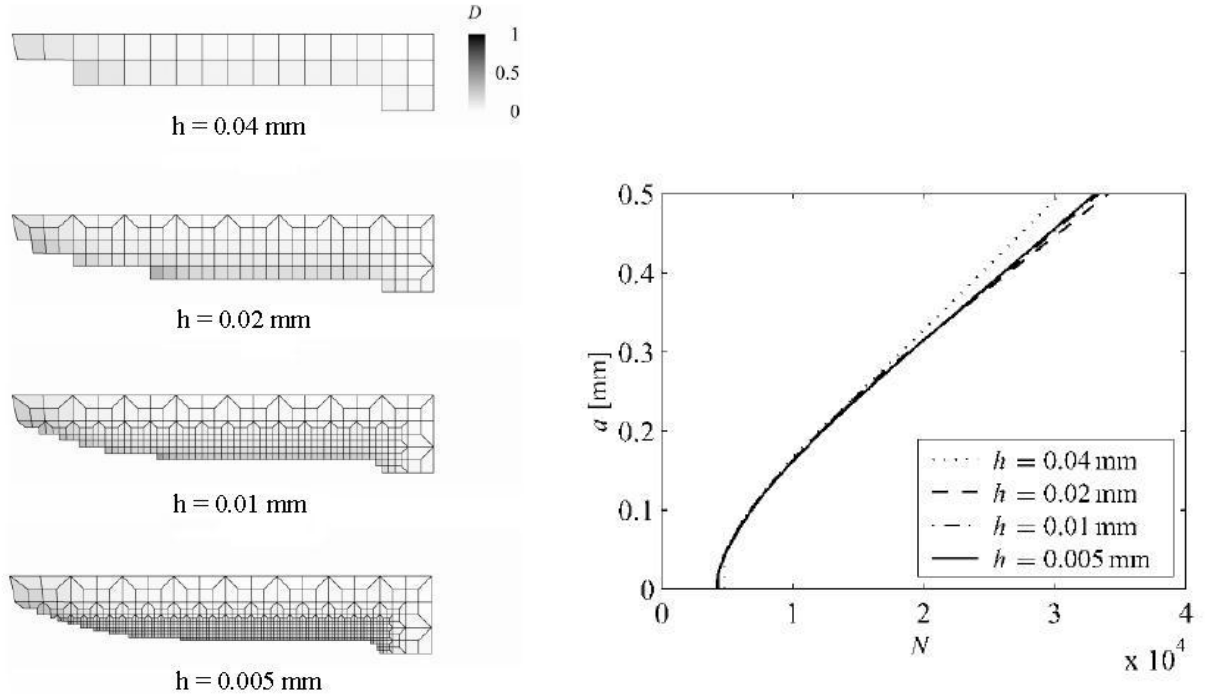 D
1
0.5
0
h = 0.04 mm
h = 0.02 mm
h = 0.01 mm
h = 0.005 mm
0.5
0.4
0.3
0.2
0.1
0
a [mm]
h = 0.04 mm
h = 0.02 mm
h = 0.01 mm
h = 0.005 mm
0 1 2 3 4
N
x 10⁴